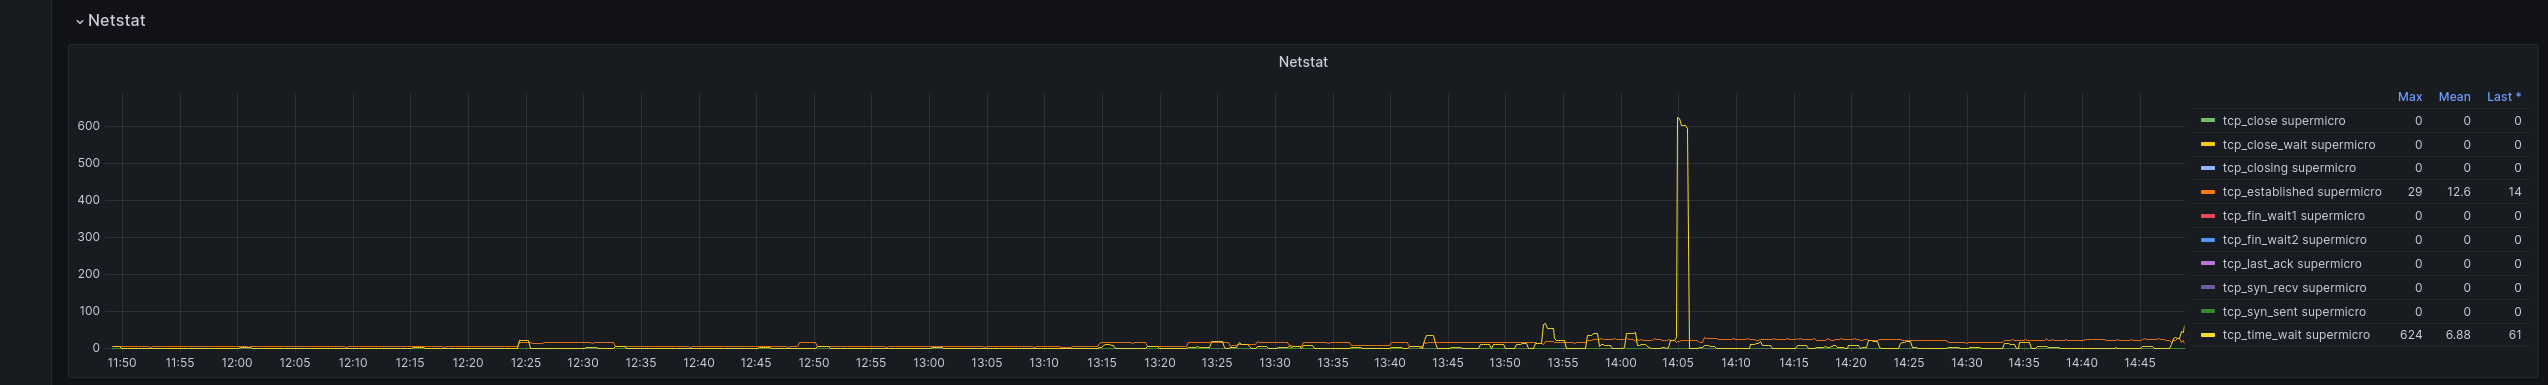 Netstat
Netstat
Max Mean Last *
600
500
400
300
200
100
0
tcp_close supermicro 0 0 0
tcp_close_wait supermicro 0 0 0
tcp_closing supermicro 0 0 0
tcp_established supermicro 29 12.6 14
tcp_fin_wait1 supermicro 0 0 0
tcp_fin_wait2 supermicro 0 0 0
tcp_last_ack supermicro 0 0 0
tcp_syn_recv supermicro 0 0 0
tcp_syn_sent supermicro 0 0 0
tcp_time_wait supermicro 624 6.88 61
11:50 11:55 12:00 12:05 12:10 12:15 12:20 12:25 12:30 12:35 12:40 12:45 12:50 12:55 13:00 13:05 13:10 13:15 13:20 13:25 13:30 13:35 13:40 13:45 13:50 13:55 14:00 14:05 14:10 14:15 14:20 14:25 14:30 14:35 14:40 14:45